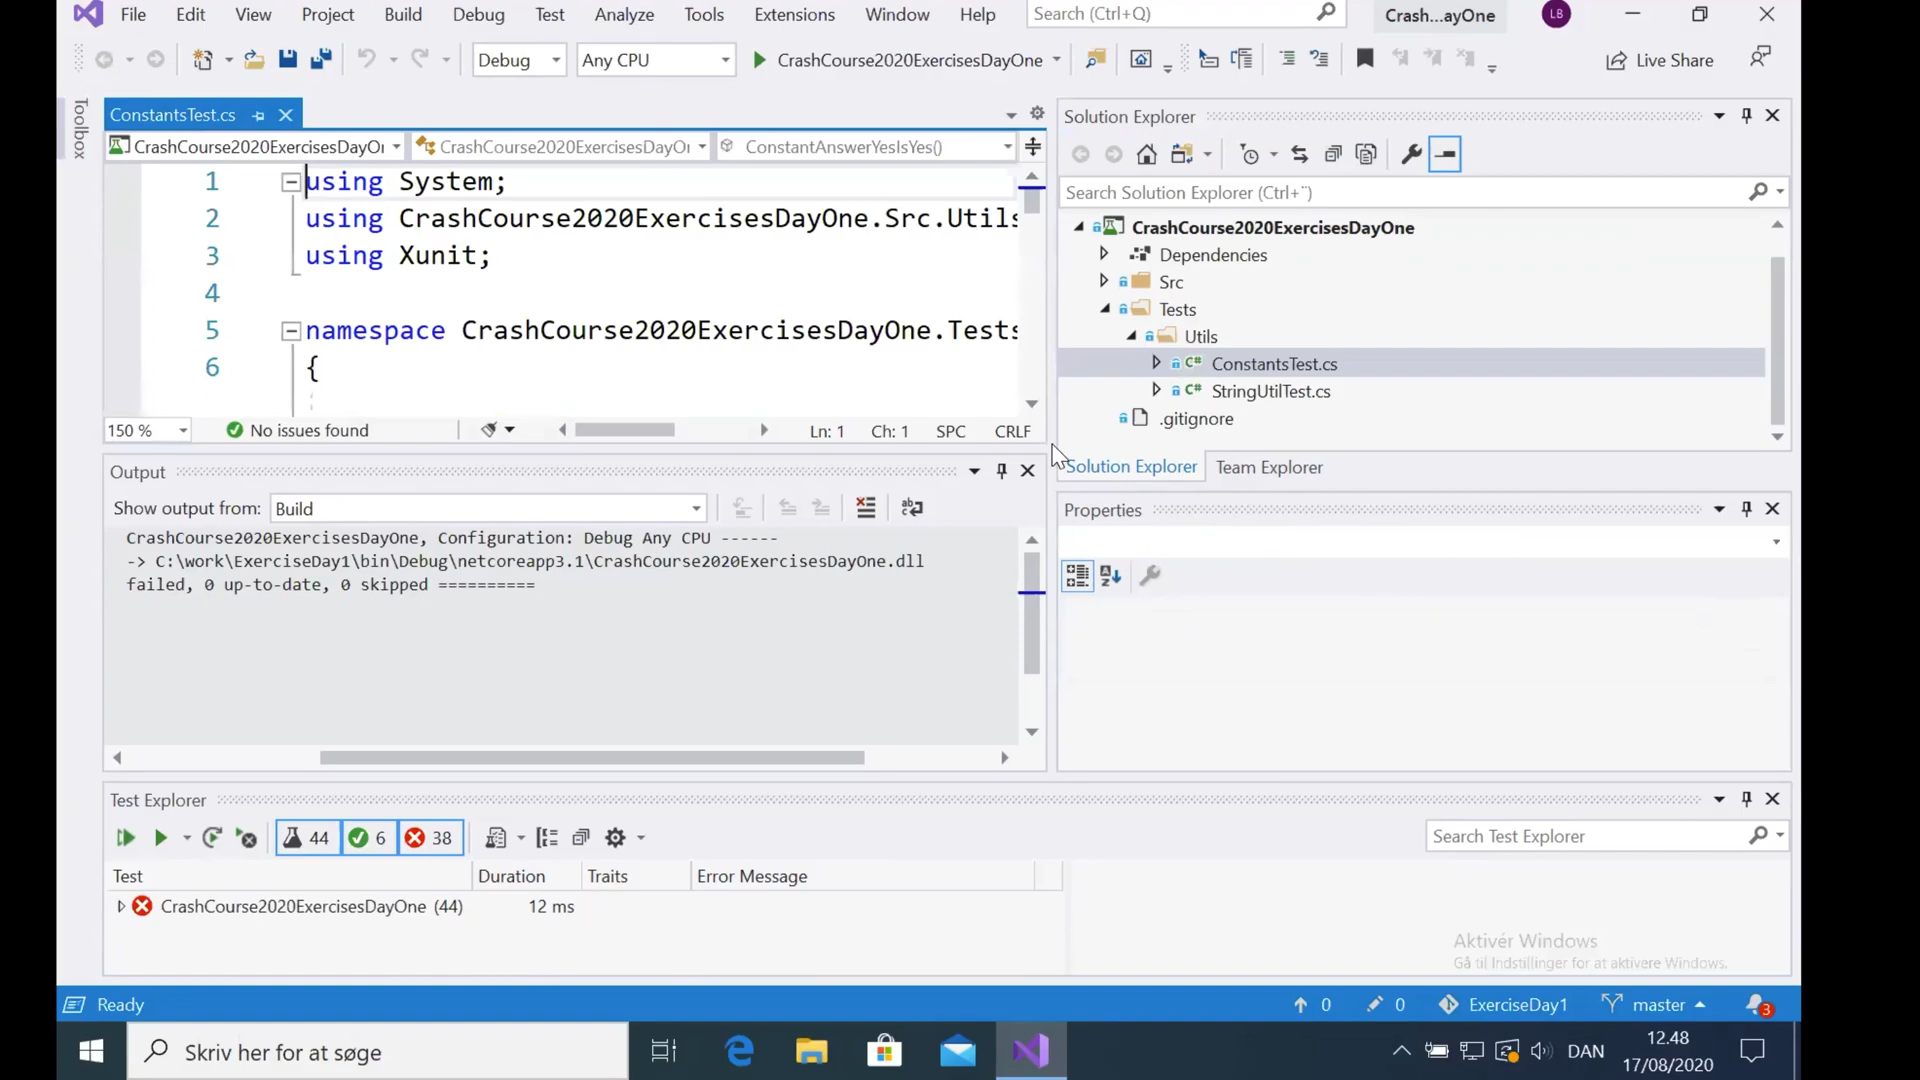 File Edit View Project Build Debug Test Analyze Tools Extensions Window Help Search (Ctrl+Q) Crash...ayOne LB
Debug Any CPU CrashCourse2020ExercisesDayOne Live Share
Toolbox
ConstantsTest.cs
CrashCourse2020ExercisesDayOı CrashCourse2020ExercisesDayOı ConstantAnswerYesIsYes()
1 using System;
2 using CrashCourse2020ExercisesDayOne.Src.Utils
3 using Xunit;
4
5 namespace CrashCourse2020ExercisesDayOne.Tests
6 {
150 % No issues found Ln: 1 Ch: 1 SPC CRLF
Output
Show output from: Build
CrashCourse2020ExercisesDayOne, Configuration: Debug Any CPU ------
-> C:\work\ExerciseDay1\bin\Debug\netcoreapp3.1\CrashCourse2020ExercisesDayOne.dll
failed, 0 up-to-date, 0 skipped ==========
Solution Explorer
Search Solution Explorer (Ctrl+¨)
CrashCourse2020ExercisesDayOne
Dependencies
Src
Tests
Utils
C# ConstantsTest.cs
C# StringUtilTest.cs
.gitignore
Solution Explorer Team Explorer
Properties
Test Explorer
44 6 38
Search Test Explorer
Test Duration Traits Error Message
CrashCourse2020ExercisesDayOne (44) 12 ms
Aktivér Windows
Gå til Indstillinger for at aktivere Windows.
Ready 0 0 ExerciseDay1 master 3
Skriv her for at søge
DAN
12.48
17/08/2020